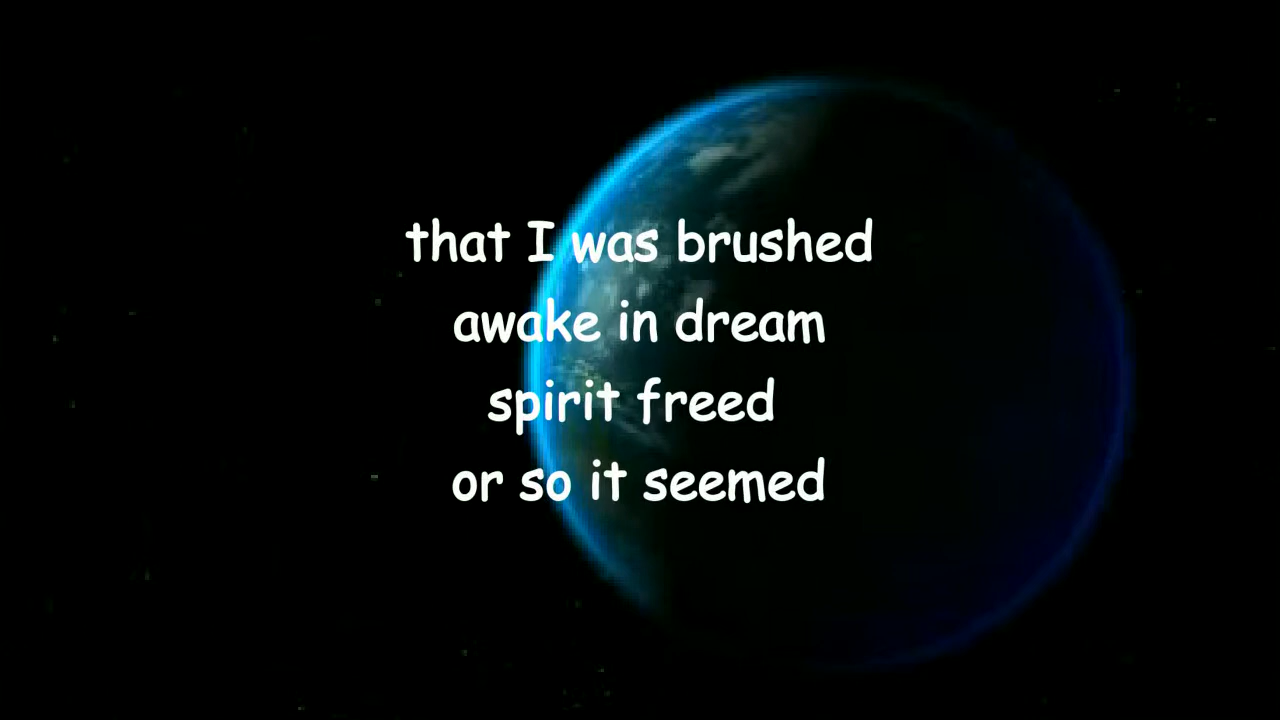 that I was brushed
awake in dream
spirit freed
or so it seemed